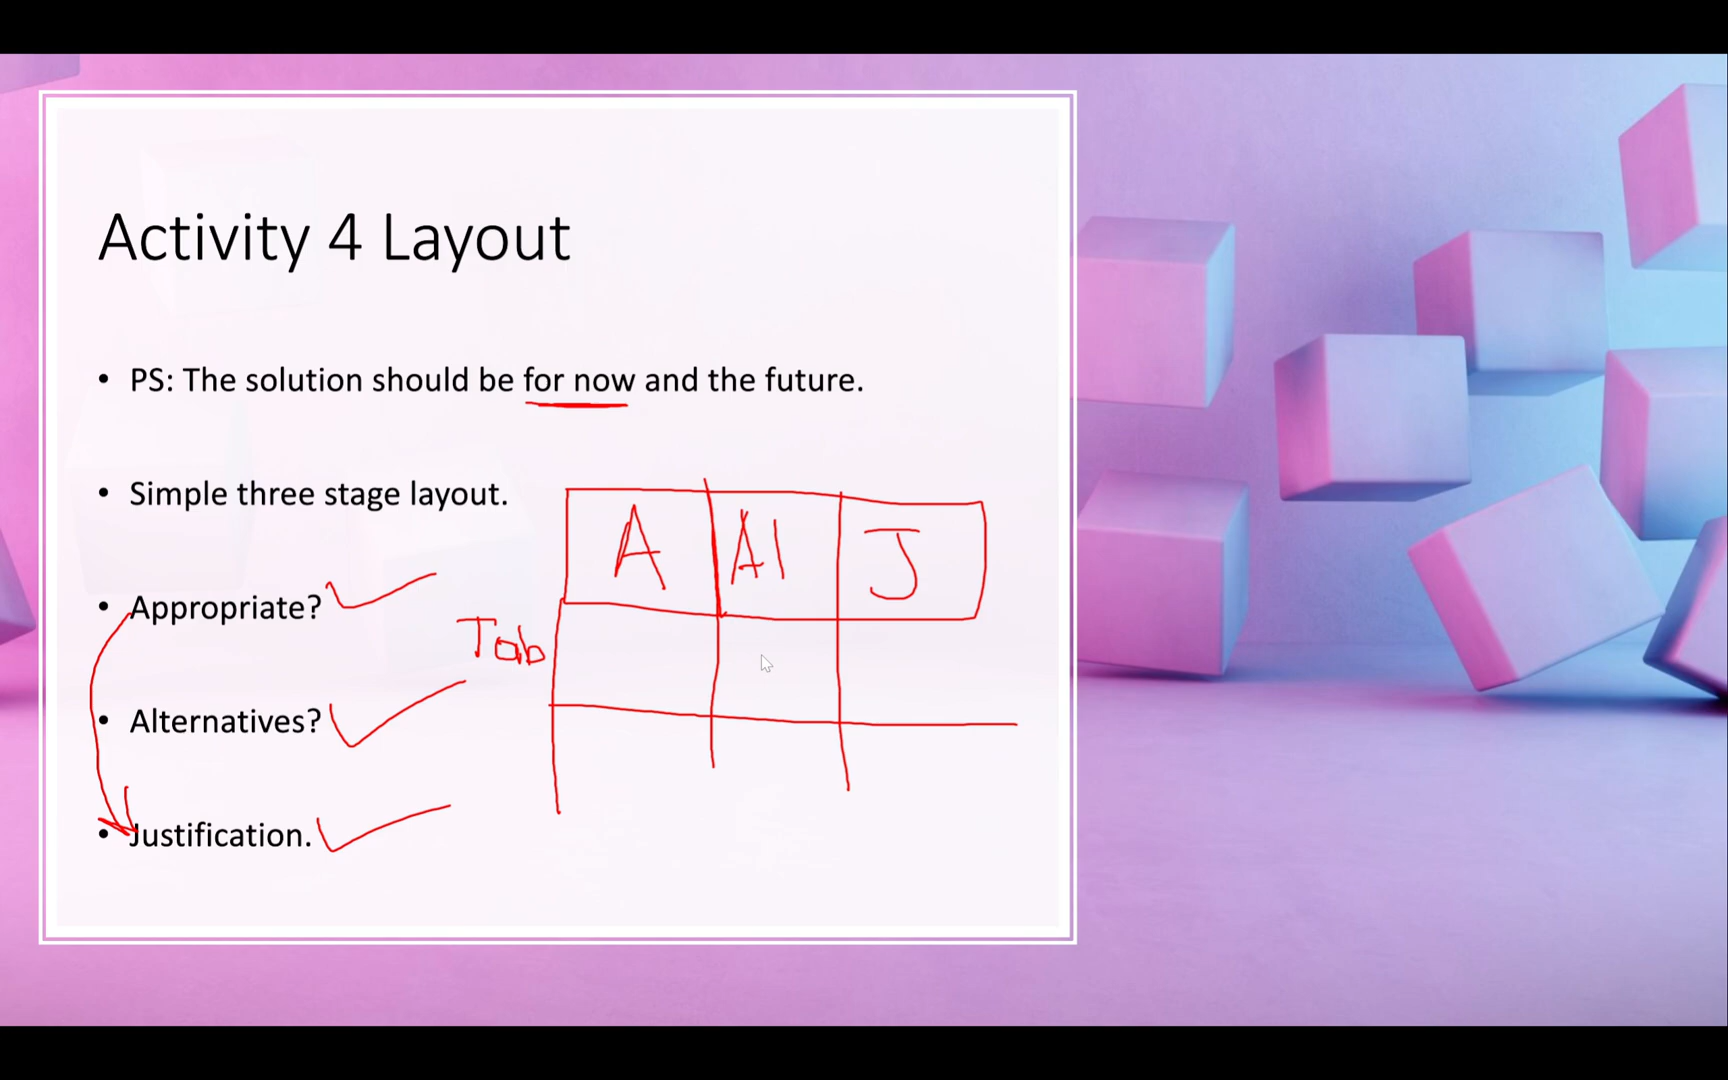 Activity 4 Layout
• PS: The solution should be for now and the future.
• Simple three stage layout.
A Al J
• Appropriate?
Tab
• Alternatives?
• Justification.